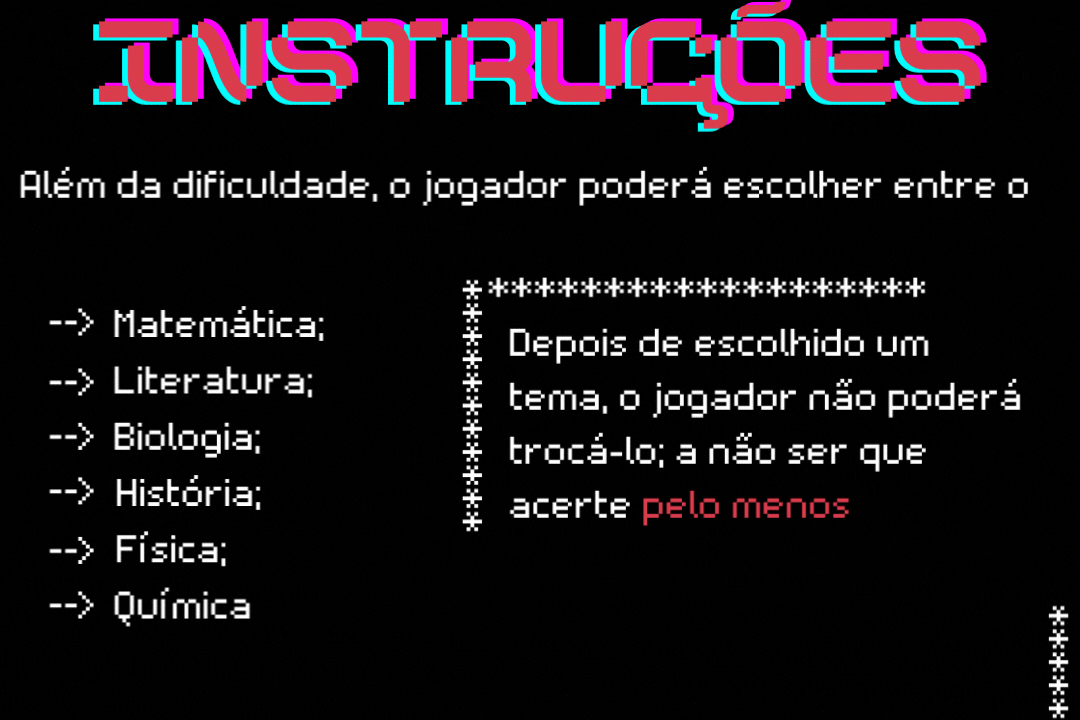 INSTRUÇÕES
Além da dificuldade, o jogador poderá escolher entre o
--> Matemática;
--> Literatura;
--> Biologia;
--> História;
--> Física;
--> Química
********************
Depois de escolhido um
tema, o jogador não poderá
trocá-lo; a não ser que
acerte pelo menos